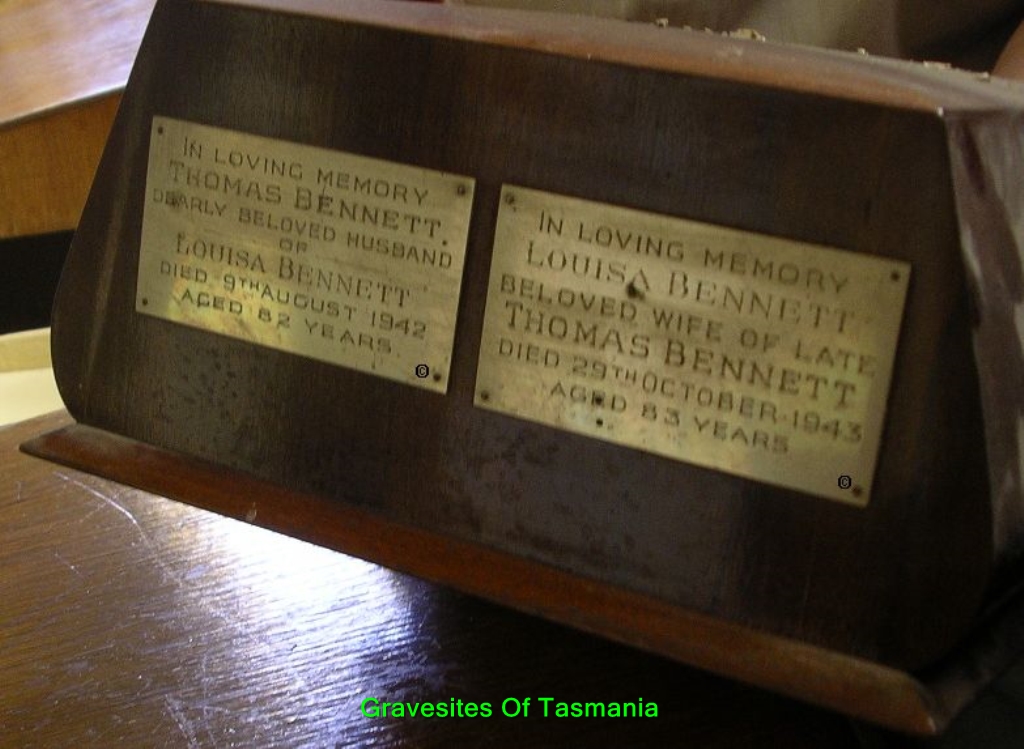 IN LOVING MEMORY
THOMAS BENNETT.
DEARLY BELOVED HUSBAND
OF
LOUISA BENNETT
DIED 9TH AUGUST 1942
AGED 82 YEARS
©
IN LOVING MEMORY
LOUISA BENNETT
BELOVED WIFE OF LATE
THOMAS BENNETT
DIED 29TH OCTOBER 1943
AGED 83 YEARS
©
Gravesites Of Tasmania